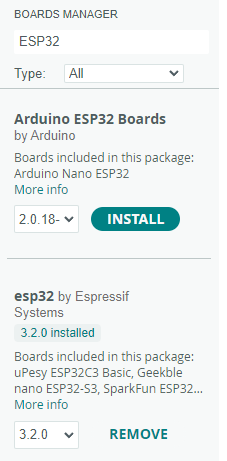 BOARDS MANAGER
ESP32
Type: All
Arduino ESP32 Boards
by Arduino
Boards included in this package:
Arduino Nano ESP32
More info
2.0.18- INSTALL
esp32 by Espressif
Systems
3.2.0 installed
Boards included in this package:
uPesy ESP32C3 Basic, Geekble
nano ESP32-S3, SparkFun ESP32...
More info
3.2.0 REMOVE